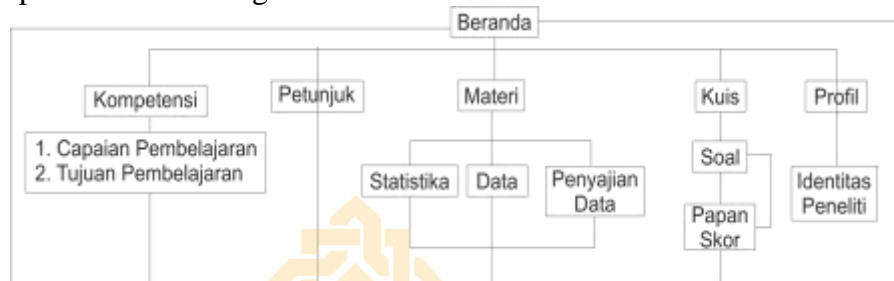 Beranda
Kompetensi
Petunjuk
Materi
Kuis
Profil
1. Capaian Pembelajaran
2. Tujuan Pembelajaran
Statistika
Data
Penyajian
Data
Soal
Papan
Skor
Identitas
Peneliti